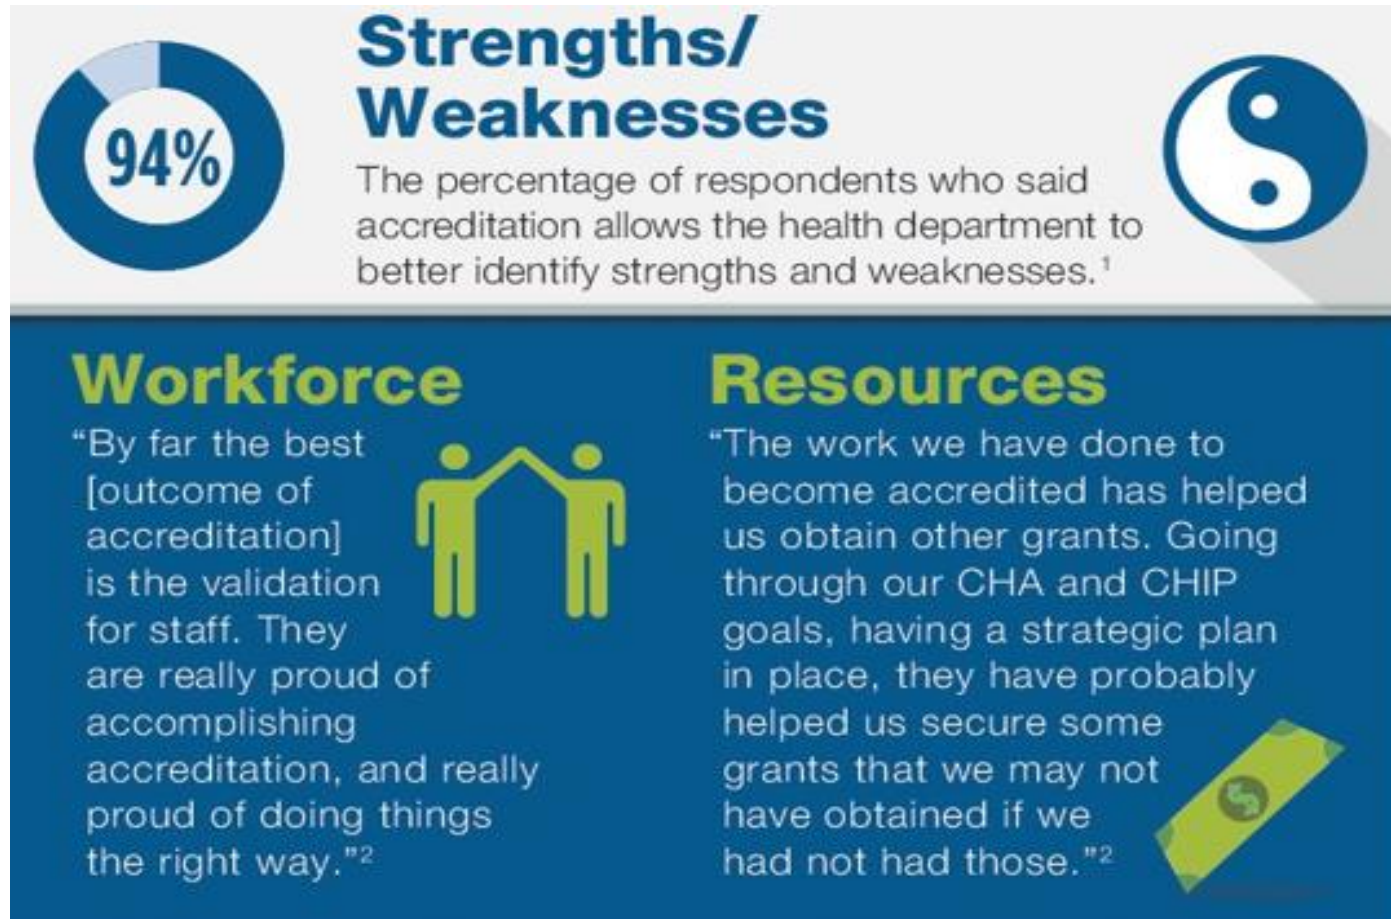 94%
Strengths/
Weaknesses
The percentage of respondents who said
accreditation allows the health department to
better identify strengths and weaknesses.¹
Workforce
“By far the best
[outcome of
accreditation]
is the validation
for staff. They
are really proud of
accomplishing
accreditation, and really
proud of doing things
the right way.”²
Resources
“The work we have done to
become accredited has helped
us obtain other grants. Going
through our CHA and CHIP
goals, having a strategic plan
in place, they have probably
helped us secure some
grants that we may not
have obtained if we
had not had those.”²